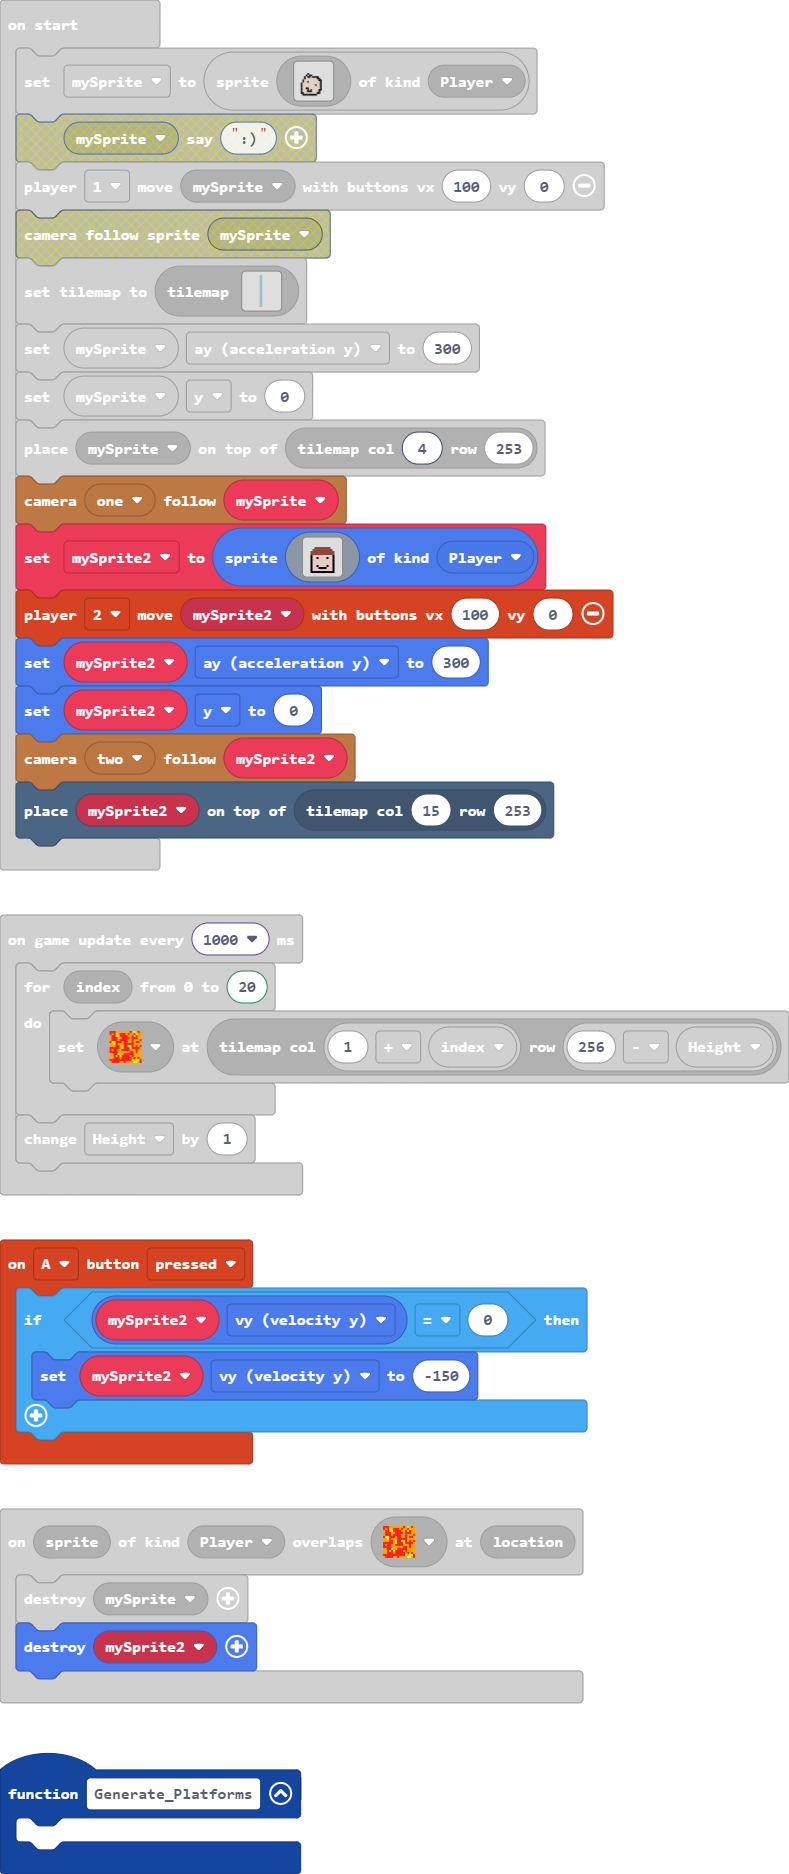 on start
set mySprite to sprite of kind Player
mySprite say ":)"
player 1 move mySprite with buttons vx 100 vy 0
camera follow sprite mySprite
set tilemap to tilemap
set mySprite ay (acceleration y) to 300
set mySprite y to 0
place mySprite on top of tilemap col 4 row 253
camera one follow mySprite
set mySprite2 to sprite of kind Player
player 2 move mySprite2 with buttons vx 100 vy 0
set mySprite2 ay (acceleration y) to 300
set mySprite2 y to 0
camera two follow mySprite2
place mySprite2 on top of tilemap col 15 row 253
on game update every 1000 ms
for index from 0 to 20
do
set at tilemap col 1 + index row 256 - Height
change Height by 1
on A button pressed
if mySprite2 vy (velocity y) = 0 then
set mySprite2 vy (velocity y) to -150
on sprite of kind Player overlaps at location
destroy mySprite
destroy mySprite2
function Generate_Platforms